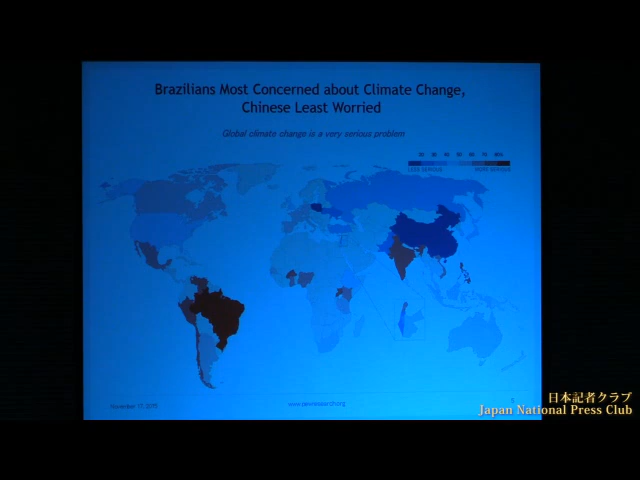 Brazilians Most Concerned about Climate Change,
Chinese Least Worried
Global climate change is a very serious problem
LESS SERIOUS MORE SERIOUS
November 17, 2015
www.pewresearch.org
5
日本記者クラブ
Japan National Press Club